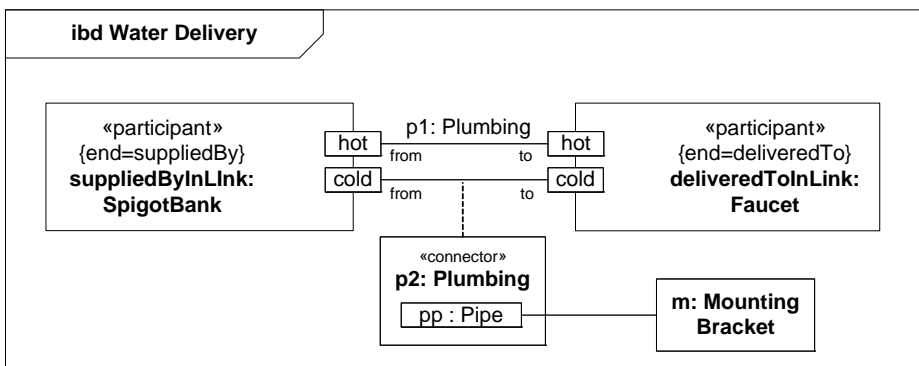 ibd Water Delivery
«participant»
{end=suppliedBy}
suppliedByInLInk:
SpigotBank
hot
cold
p1: Plumbing
from
to
from
to
hot
cold
«participant»
{end=deliveredTo}
deliveredToInLink:
Faucet
«connector»
p2: Plumbing
pp : Pipe
m: Mounting
Bracket